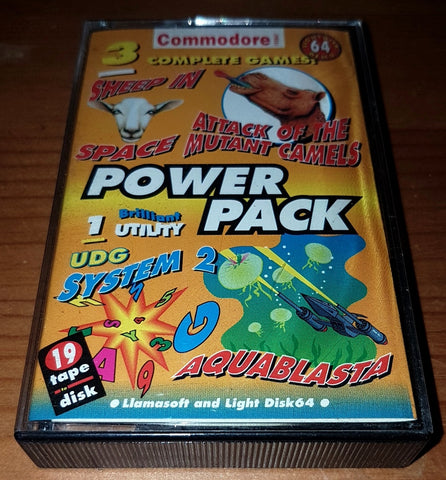 Commodore
64
3 COMPLETE GAMES:
SHEEP IN
SPACE
ATTACK OF THE
MUTANT CAMELS
POWER
PACK
1 Brilliant
UTILITY
UDG
SYSTEM 2
AQUABLASTA
19
tape
disk
• Llamasoft and Light Disk64 •